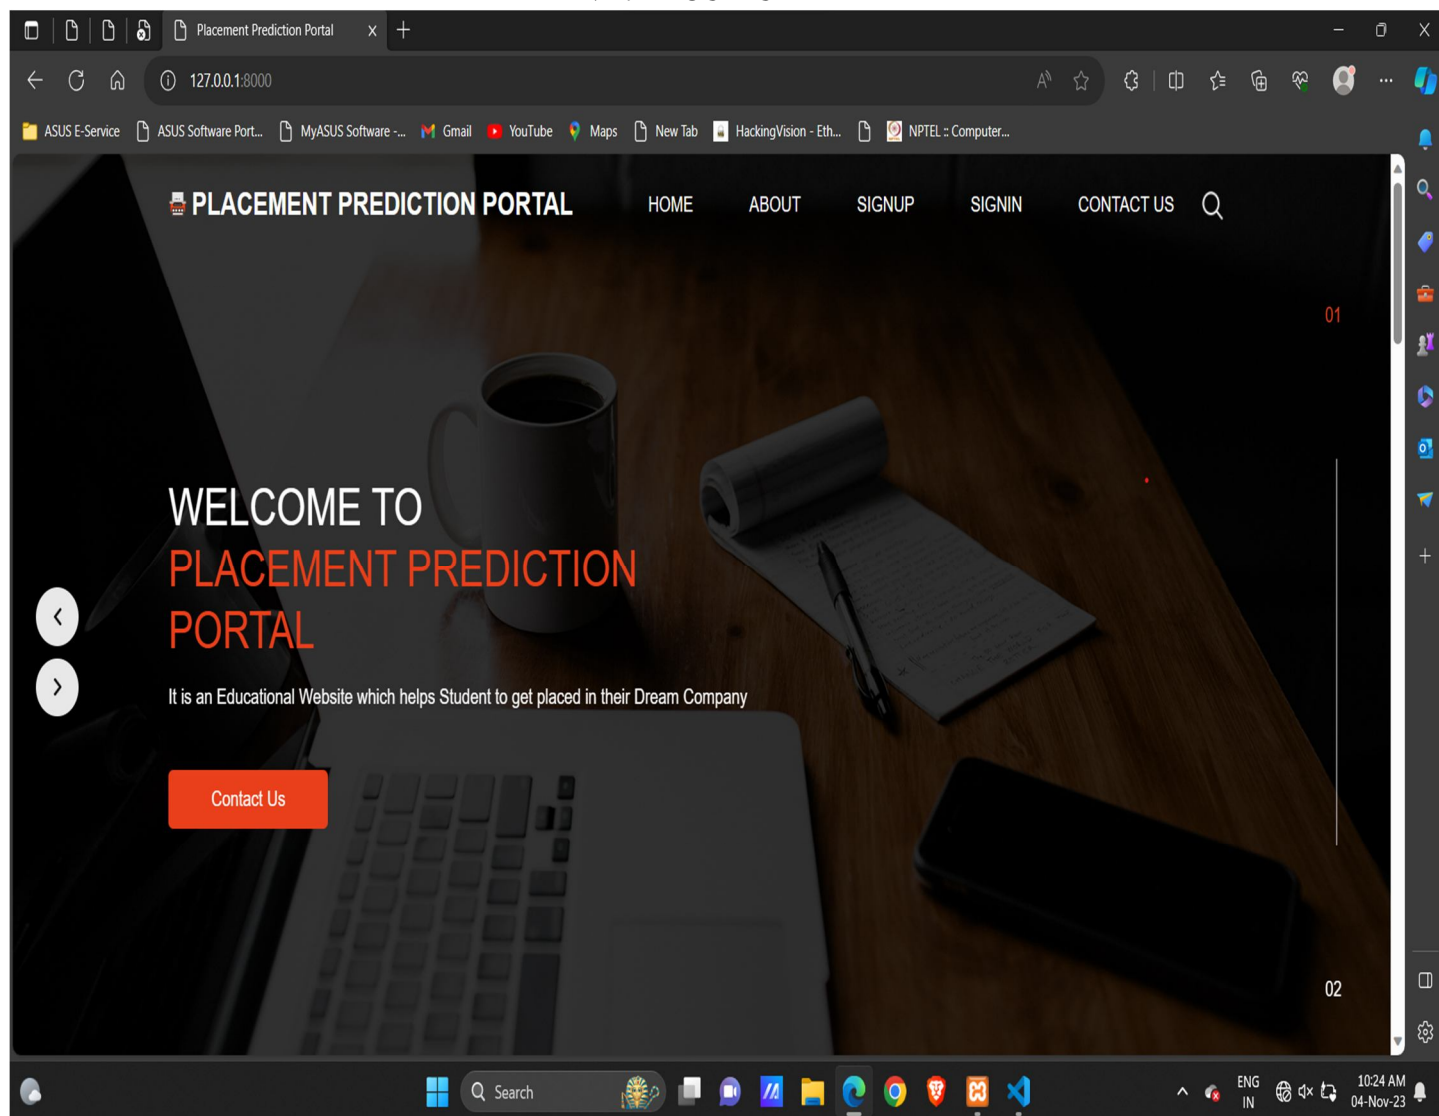 Placement Prediction Portal
127.0.0.1:8000
ASUS E-Service
ASUS Software Port...
MyASUS Software -...
Gmail
YouTube
Maps
New Tab
HackingVision - Eth...
NPTEL :: Computer...
PLACEMENT PREDICTION PORTAL
HOME
ABOUT
SIGNUP
SIGNIN
CONTACT US
01
WELCOME TO
PLACEMENT PREDICTION
PORTAL
It is an Educational Website which helps Student to get placed in their Dream Company
Contact Us
02
Search
ENG
IN
10:24 AM
04-Nov-23